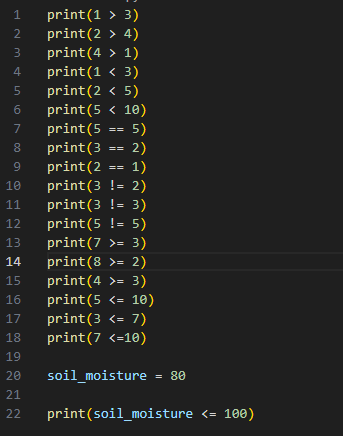 1 print(1 > 3)
2 print(2 > 4)
3 print(4 > 1)
4 print(1 < 3)
5 print(2 < 5)
6 print(5 < 10)
7 print(5 == 5)
8 print(3 == 2)
9 print(2 == 1)
10 print(3 != 2)
11 print(3 != 3)
12 print(5 != 5)
13 print(7 >= 3)
14 print(8 >= 2)
15 print(4 >= 3)
16 print(5 <= 10)
17 print(3 <= 7)
18 print(7 <=10)
19
20 soil_moisture = 80
21
22 print(soil_moisture <= 100)